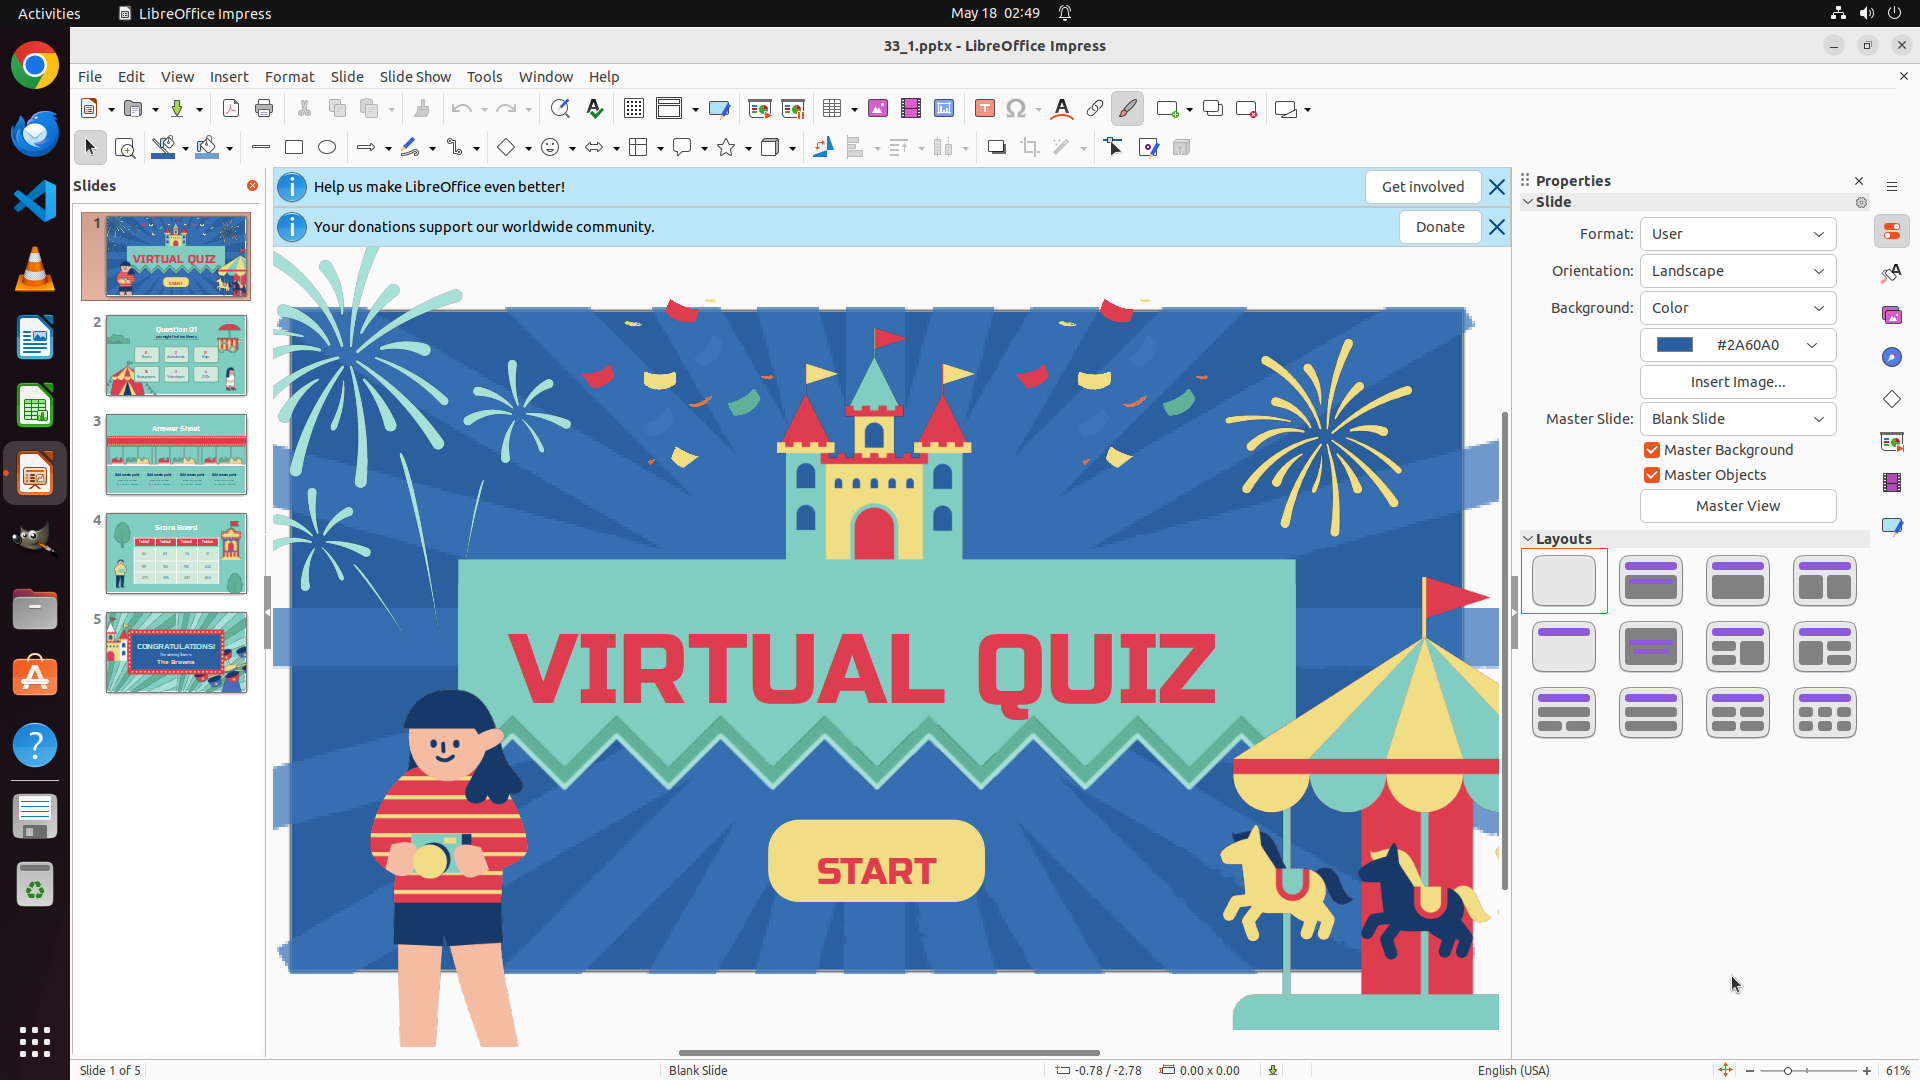 Activities
LibreOffice Impress
May 18 02:49
33_1.pptx - LibreOffice Impress
File Edit View Insert Format Slide Slide Show Tools Window Help
Slides
Help us make LibreOffice even better!
Get involved
Your donations support our worldwide community.
Donate
1
VIRTUAL QUIZ
START
2
Question 01
3
Answer Sheet
4
Score Board
5
CONGRATULATIONS!
The Browns
VIRTUAL QUIZ
START
Properties
Slide
Format: User
Orientation: Landscape
Background: Color
#2A60A0
Insert Image...
Master Slide: Blank Slide
Master Background
Master Objects
Master View
Layouts
Slide 1 of 5
Blank Slide
-0.78 / -2.78
0.00 x 0.00
English (USA)
61%